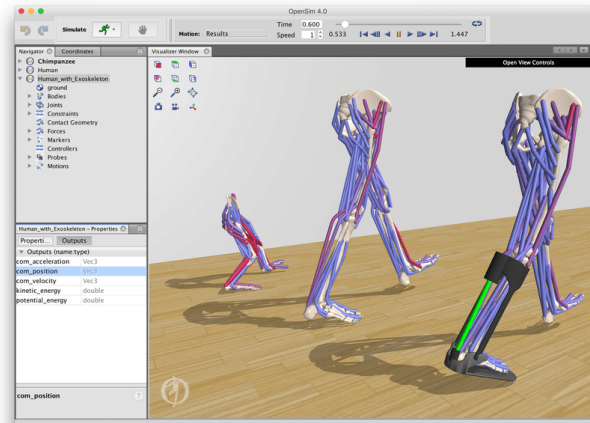 OpenSim 4.0
Simulate
Motion: Results
Time 0.600
Speed 1 0.533 1.447
Navigator Coordinates
Visualizer Window
Open View Controls
Chimpanzee
Human
Human_with_Exoskeleton
ground
Bodies
Joints
Constraints
Contact Geometry
Forces
Markers
Controllers
Probes
Motions
Human_with_Exoskeleton - Properties
Properti... Outputs
Outputs (name:type)
com_acceleration Vec3
com_position Vec3
com_velocity Vec3
kinetic_energy double
potential_energy double
com_position ?